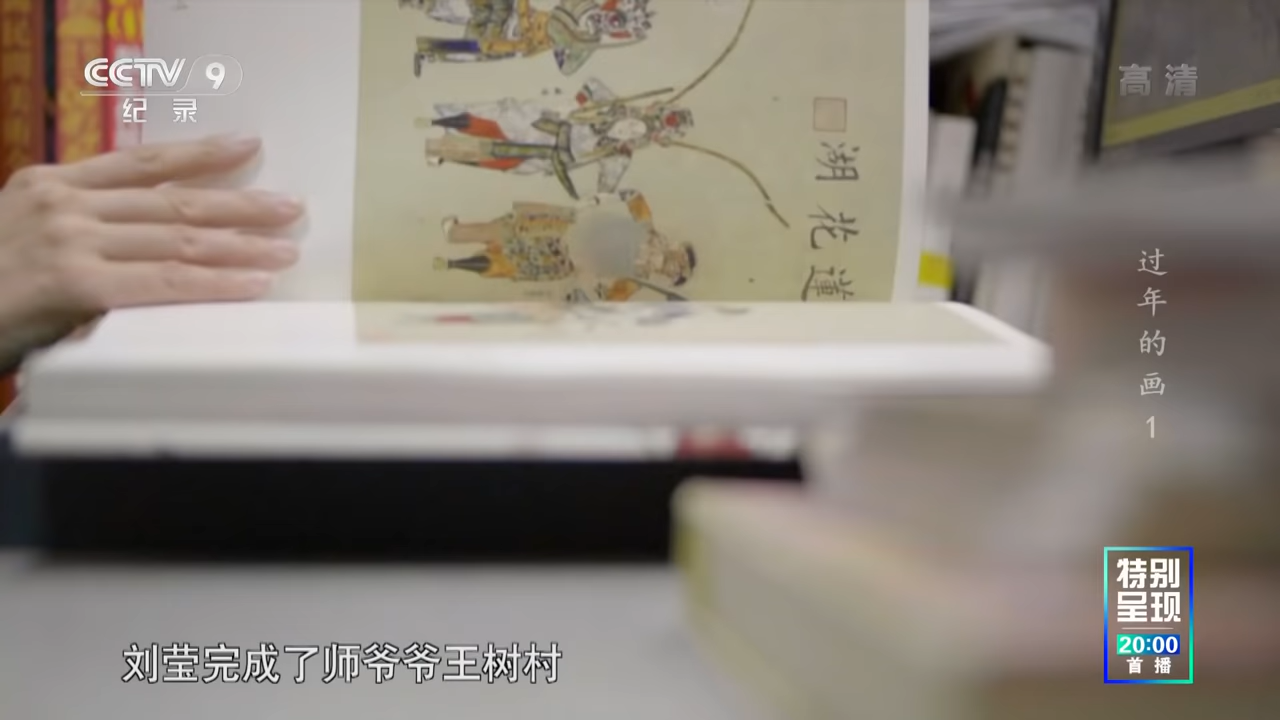 CCTV 9
纪录
高清
蓮花湖
过年的画 1
特别
呈现
20:00
首播
刘莹完成了师爷爷王树村